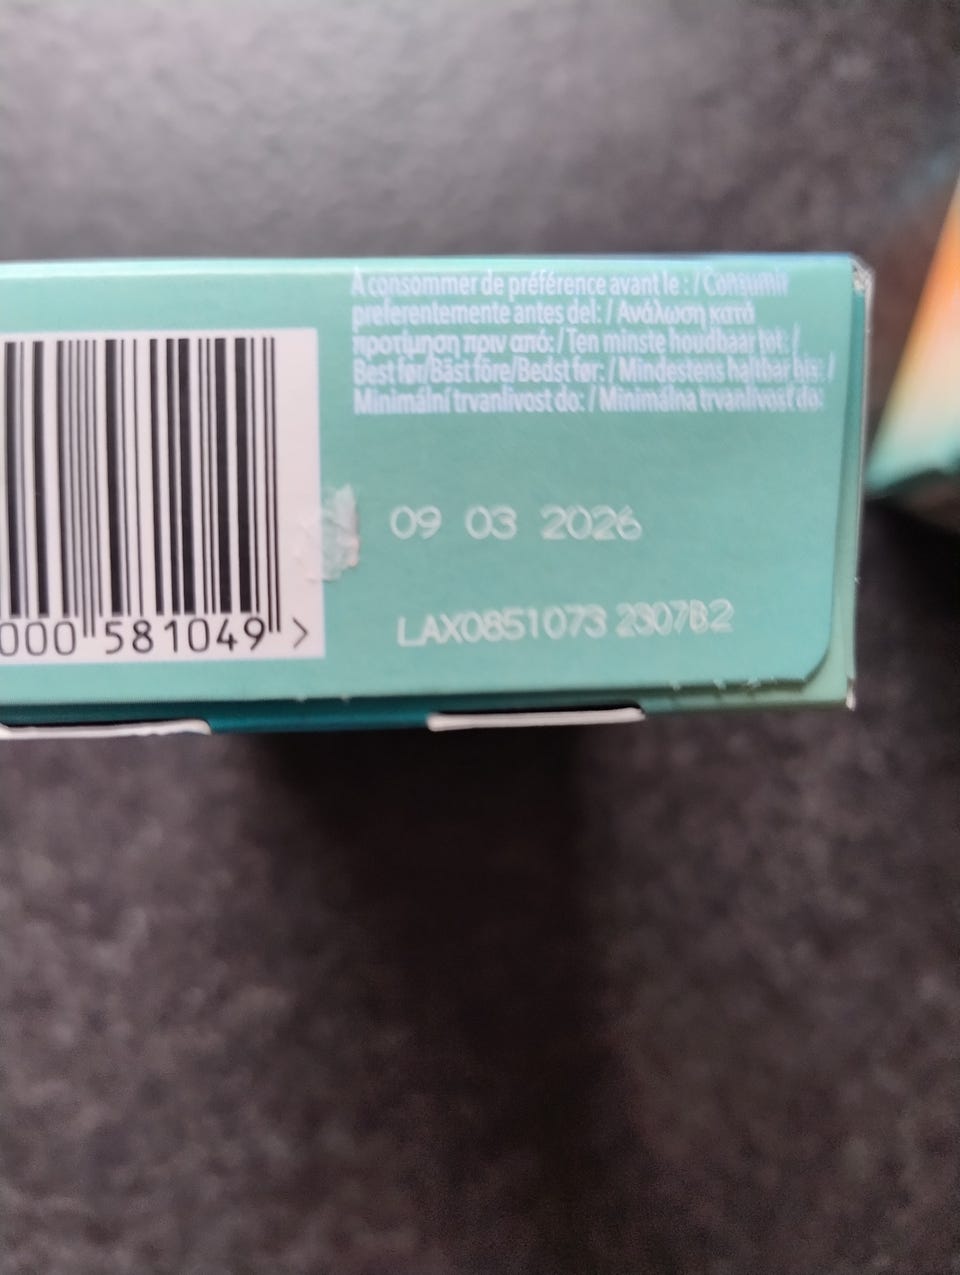 À consommer de préférence avant le : / Consumir
preferentemente antes del: / Ανάλωση κατά
προτίμηση πριν από: / Ten minste houdbaar tot: /
Best før/Bäst före/Bedst før: / Mindestens haltbar bis: /
Minimální trvanlivost do: / Minimálna trvanlivosť do:
09 03 2026
LAX0851073 2307B2
000 581049 >